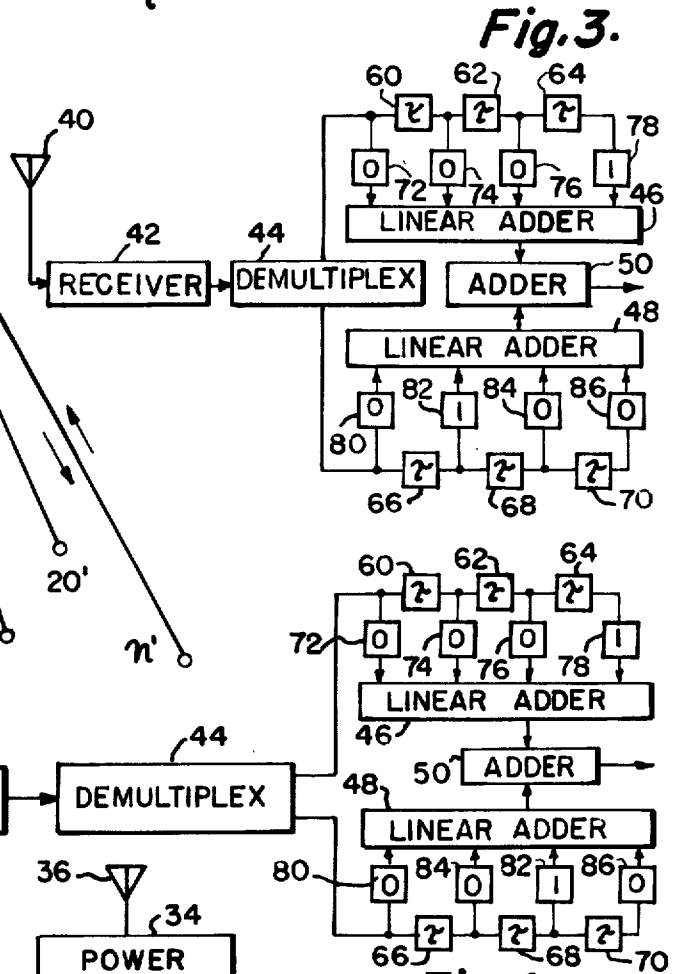 Fig.3.
60 62 64
τ τ τ
40
78
0 0 0 1
72 74 76
LINEAR ADDER
46
42 44
RECEIVER DEMULTIPLEX ADDER
50
48
LINEAR ADDER
82 84 86
0 1 0 0
80
τ τ τ
66 68 70
20'
n'
60 62 64
τ τ τ
72 0 0 0 1
74 76 78
LINEAR ADDER
46
44
50 ADDER
DEMULTIPLEX
48
LINEAR ADDER
36
80 84 82 86
0 0 1 0
34
τ τ τ
66 68 70
POWER